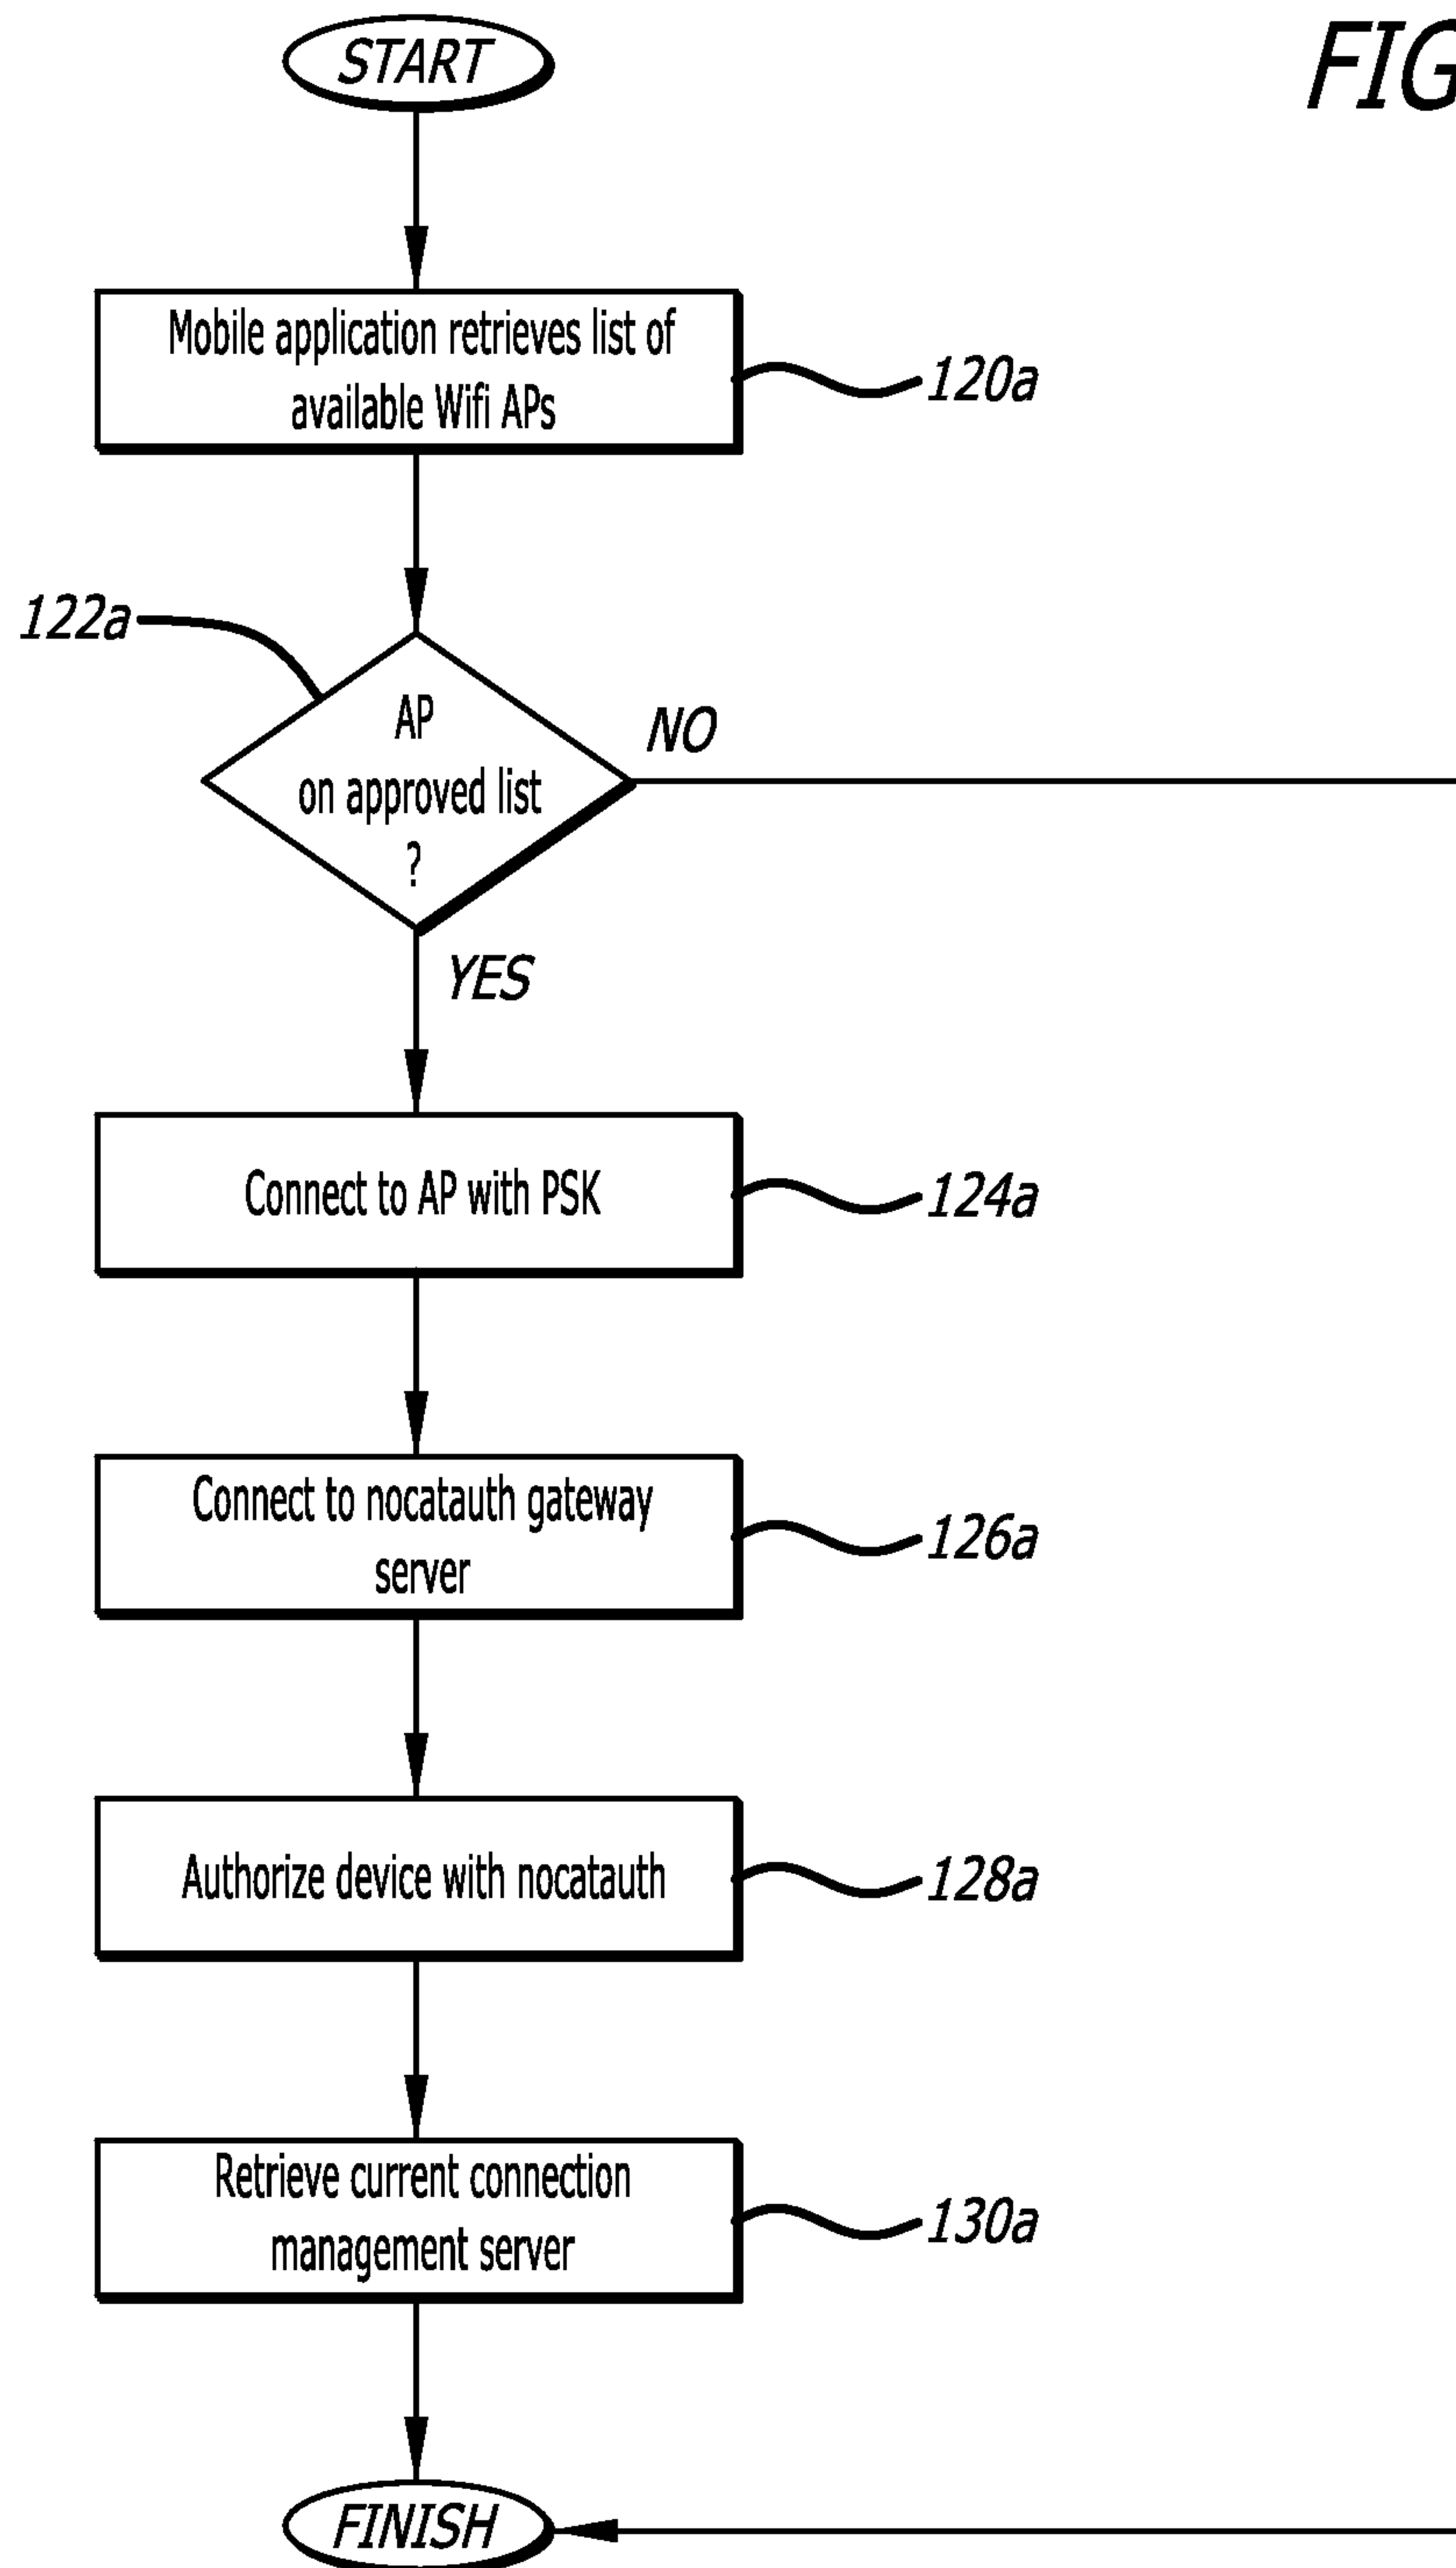 START
FIG
Mobile application retrieves list of
available Wifi APs
120a
122a
AP
on approved list
?
NO
YES
Connect to AP with PSK
124a
Connect to nocatauth gateway
server
126a
Authorize device with nocatauth
128a
Retrieve current connection
management server
130a
FINISH